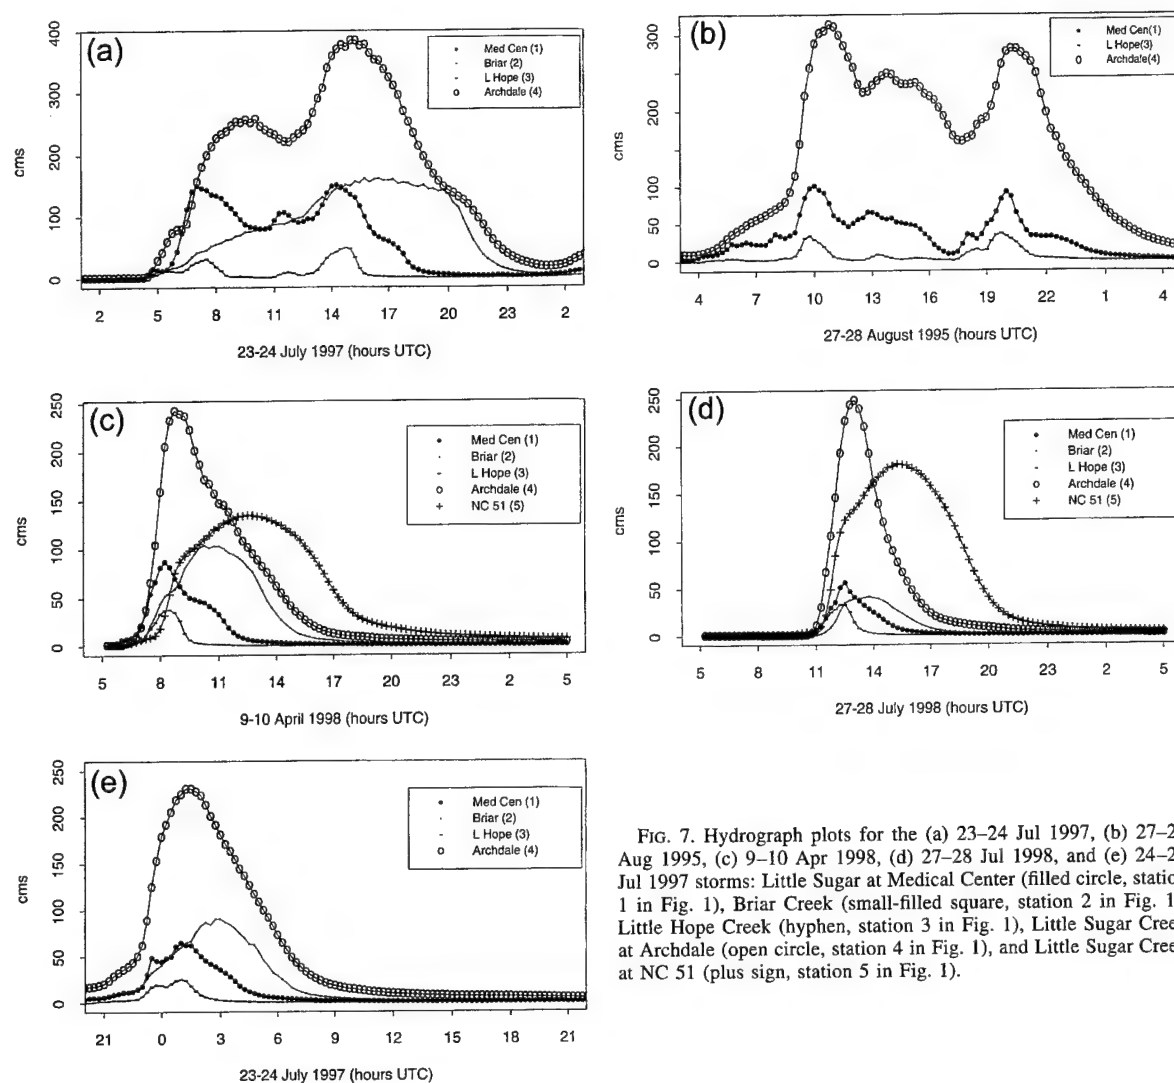 (a)
Med Cen (1)
Briar (2)
L Hope (3)
Archdale (4)
400
300
200
100
0
cms
2 5 8 11 14 17 20 23 2
23-24 July 1997 (hours UTC)
(b)
Med Cen(1)
L Hope(3)
Archdale(4)
300
200
100
50
0
cms
4 7 10 13 16 19 22 1 4
27-28 August 1995 (hours UTC)
(c)
Med Cen (1)
Briar (2)
L Hope (3)
Archdale (4)
NC 51 (5)
250
200
150
100
50
0
cms
5 8 11 14 17 20 23 2 5
9-10 April 1998 (hours UTC)
(d)
Med Cen (1)
Briar (2)
L Hope (3)
Archdale (4)
NC 51 (5)
250
200
150
100
50
0
cms
5 8 11 14 17 20 23 2 5
27-28 July 1998 (hours UTC)
(e)
Med Cen (1)
Briar (2)
L Hope (3)
Archdale (4)
250
200
150
100
50
0
cms
21 0 3 6 9 12 15 18 21
23-24 July 1997 (hours UTC)
FIG. 7. Hydrograph plots for the (a) 23–24 Jul 1997, (b) 27–2
Aug 1995, (c) 9–10 Apr 1998, (d) 27–28 Jul 1998, and (e) 24–2
Jul 1997 storms: Little Sugar at Medical Center (filled circle, statio
1 in Fig. 1), Briar Creek (small-filled square, station 2 in Fig. 1
Little Hope Creek (hyphen, station 3 in Fig. 1), Little Sugar Cree
at Archdale (open circle, station 4 in Fig. 1), and Little Sugar Cree
at NC 51 (plus sign, station 5 in Fig. 1).